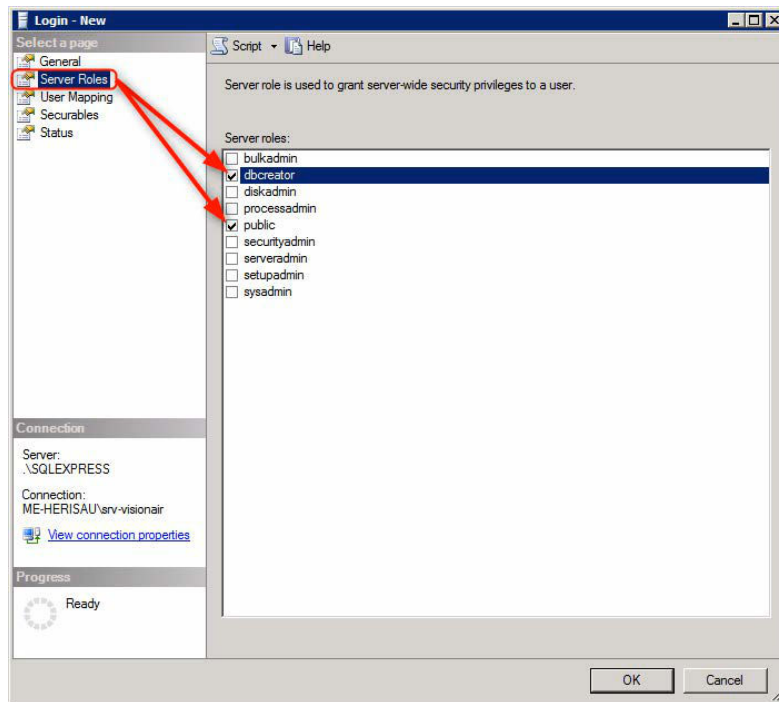 Login - New
Select a page
General
Server Roles
User Mapping
Securables
Status
Script
Help
Server role is used to grant server-wide security privileges to a user.
Server roles:
bulkadmin
dbcreator
diskadmin
processadmin
public
securityadmin
serveradmin
setupadmin
sysadmin
Connection
Server:
.\SQLEXPRESS
Connection:
ME-HERISAU\srv-visionair
View connection properties
Progress
Ready
OK
Cancel